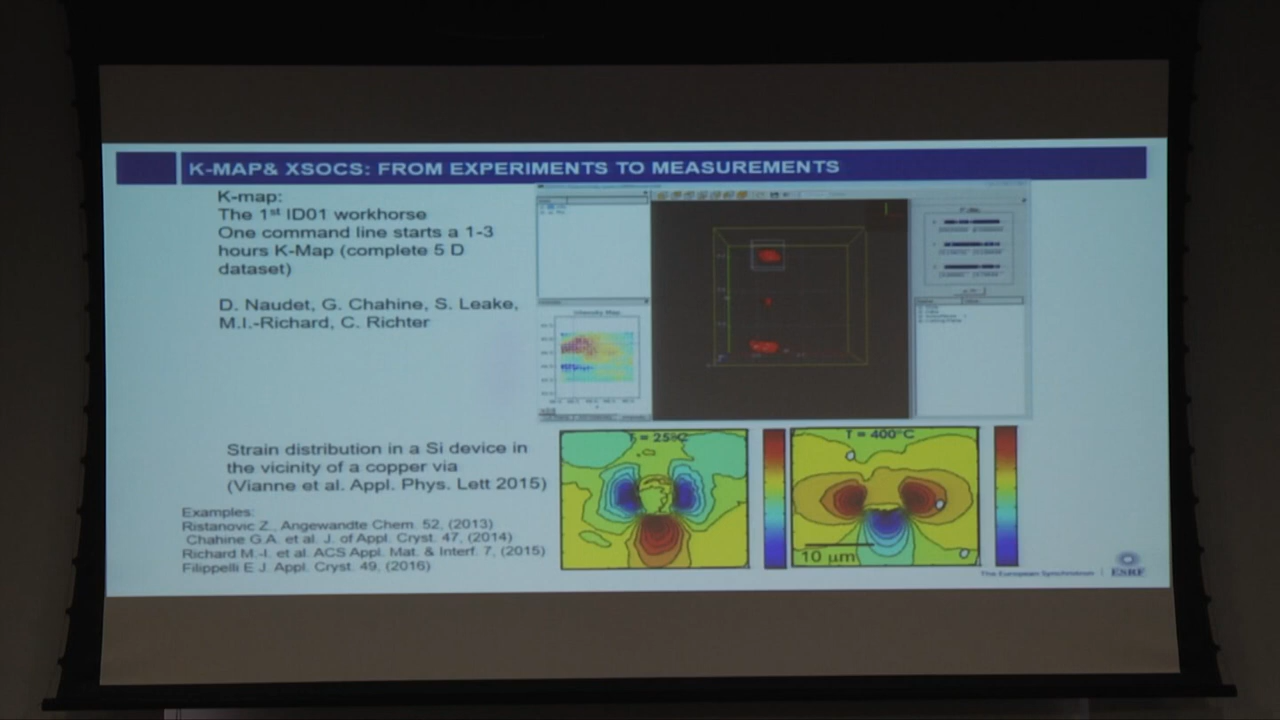 K-MAP& XSOCS: FROM EXPERIMENTS TO MEASUREMENTS
K-map:
The 1st ID01 workhorse
One command line starts a 1-3
hours K-Map (complete 5 D
dataset)
D. Naudet, G. Chahine, S. Leake,
M.I.-Richard, C. Richter
Intensity Map
Strain distribution in a Si device in
the vicinity of a copper via
(Vianne et al. Appl. Phys. Lett 2015)
T = 25°C
T = 400°C
10 µm
Examples:
Ristanovic Z., Angewandte Chem. 52, (2013)
Chahine G.A. et al. J. of Appl. Cryst. 47, (2014)
Richard M.-I. et al. ACS Appl. Mat. & Interf. 7, (2015)
Filippelli E J. Appl. Cryst. 49, (2016)
The European Synchrotron | ESRF